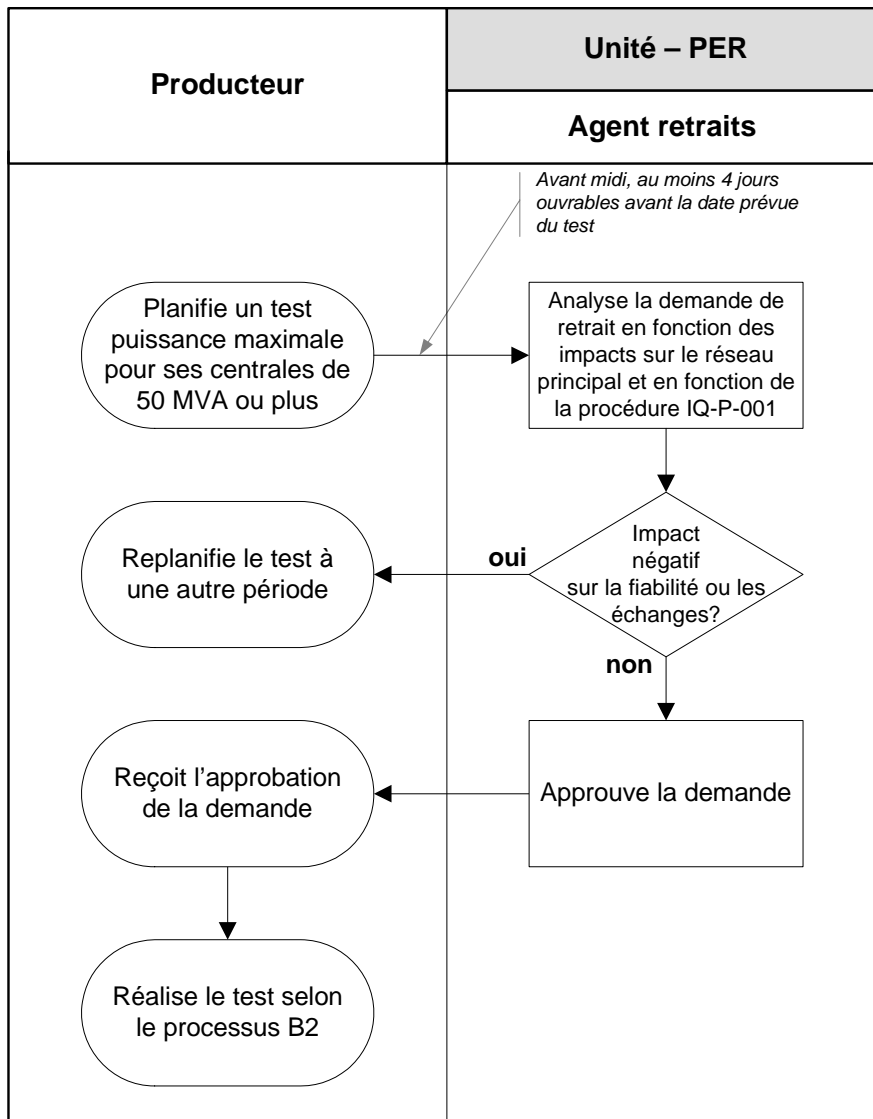 Producteur
Unité – PER
Agent retraits
Avant midi, au moins 4 jours
ouvrables avant la date prévue
du test
Planifie un test
puissance maximale
pour ses centrales de
50 MVA ou plus
Analyse la demande de
retrait en fonction des
impacts sur le réseau
principal et en fonction de
la procédure IQ-P-001
Impact
négatif
sur la fiabilité ou les
échanges?
oui
Replanifie le test à
une autre période
non
Approuve la demande
Reçoit l'approbation
de la demande
Réalise le test selon
le processus B2